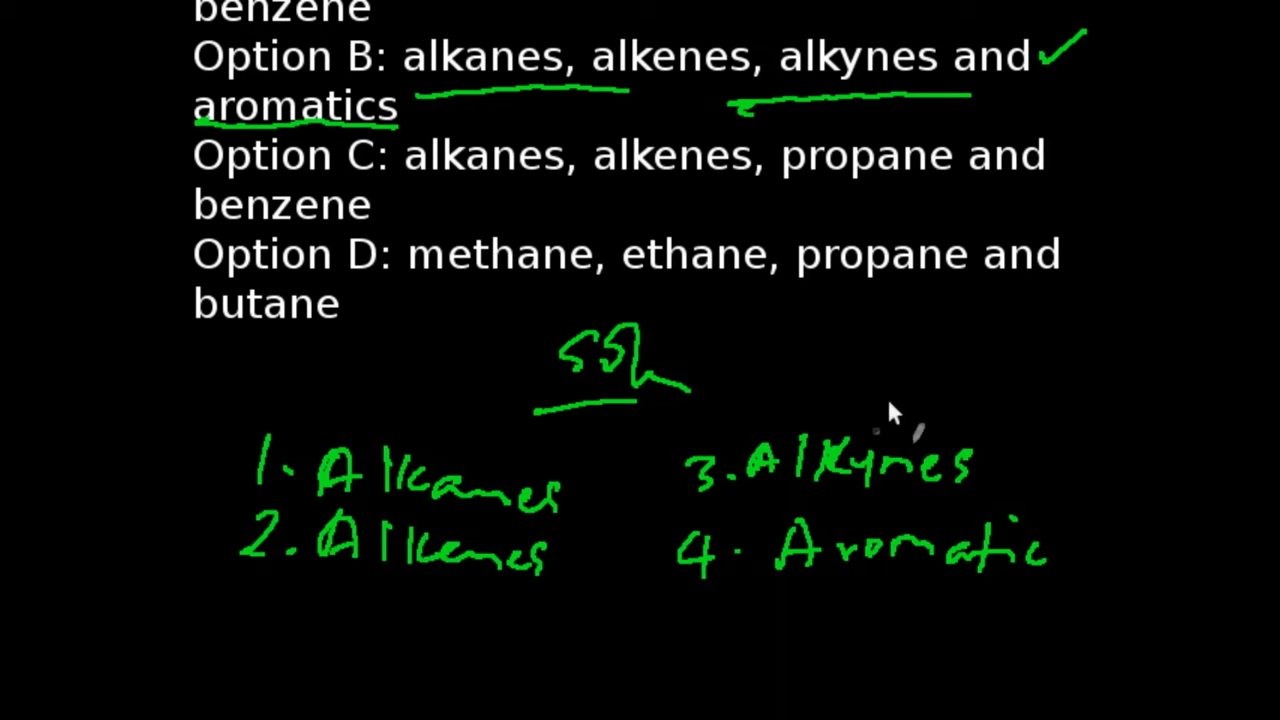 benzene
Option B: alkanes, alkenes, alkynes and
aromatics
Option C: alkanes, alkenes, propane and
benzene
Option D: methane, ethane, propane and
butane
1. Alkanes
2. Alkenes
3. Alkynes
4. Aromatic